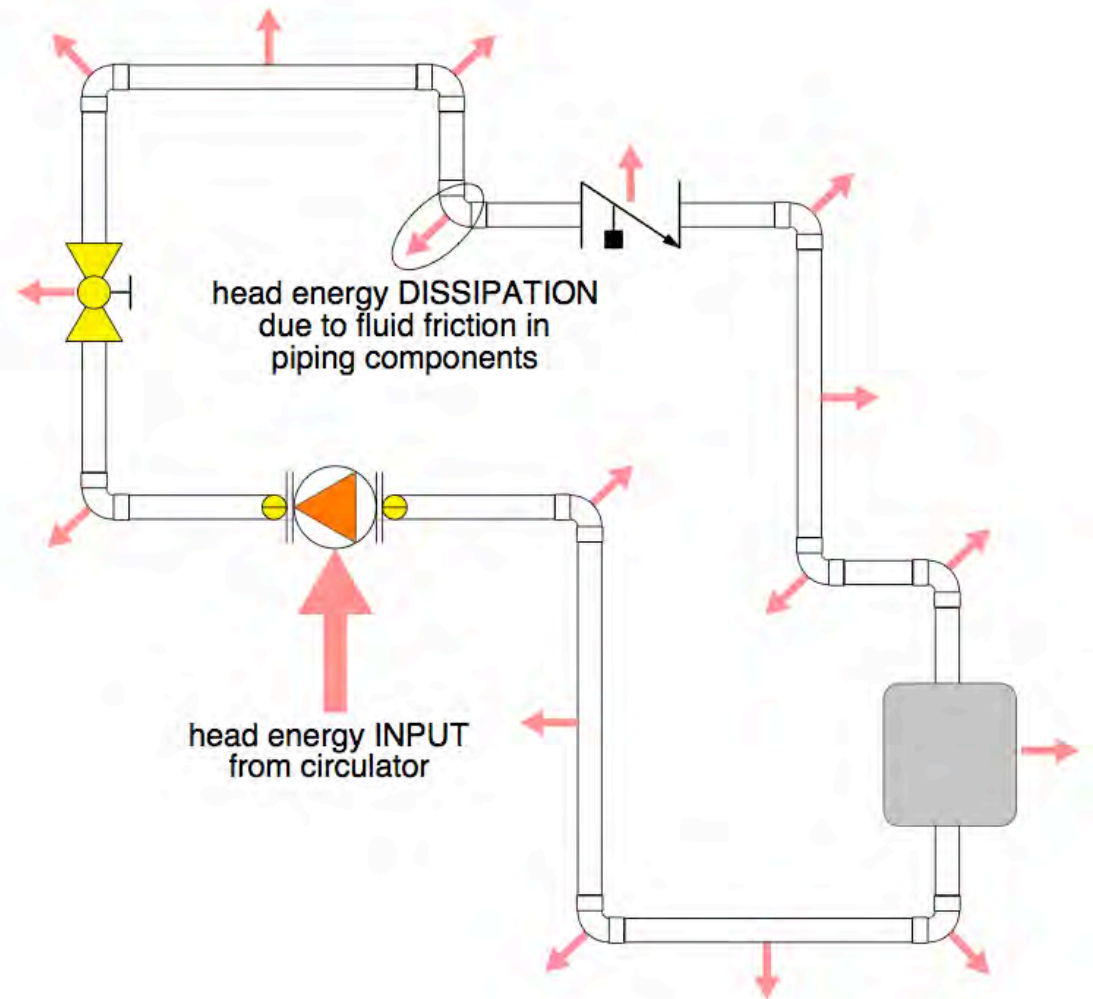 head energy DISSIPATION
due to fluid friction in
piping components
head energy INPUT
from circulator